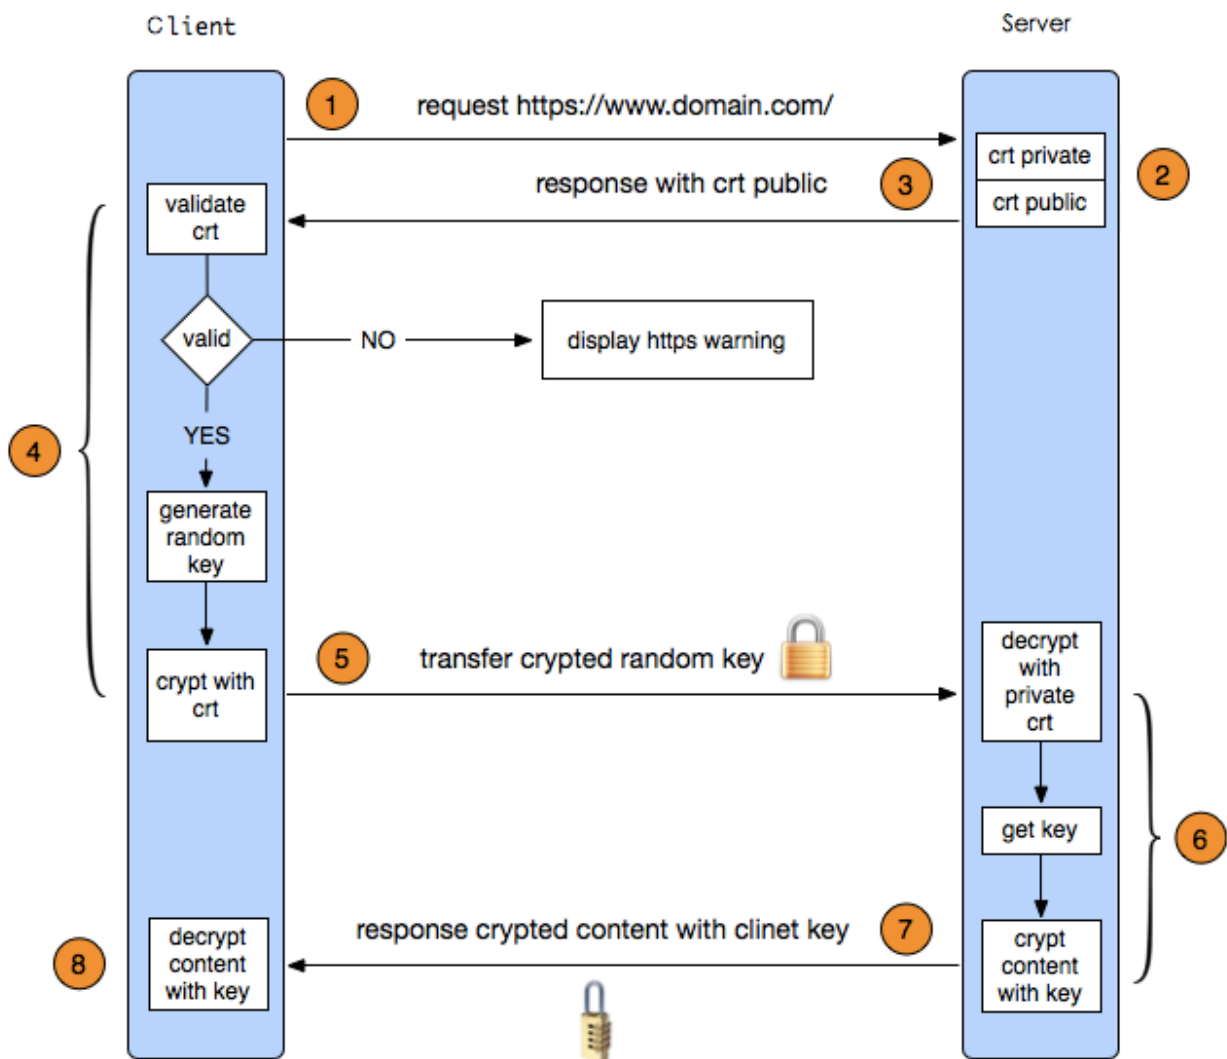 Client
Server
1
request https://www.domain.com/
crt private
2
response with crt public
3
crt public
validate
crt
valid
NO
display https warning
YES
4
generate
random
key
5
transfer crypted random key
decrypt
with
private
crt
crypt with
crt
get key
6
response crypted content with clinet key
7
8
decrypt
content
with key
crypt
content
with key